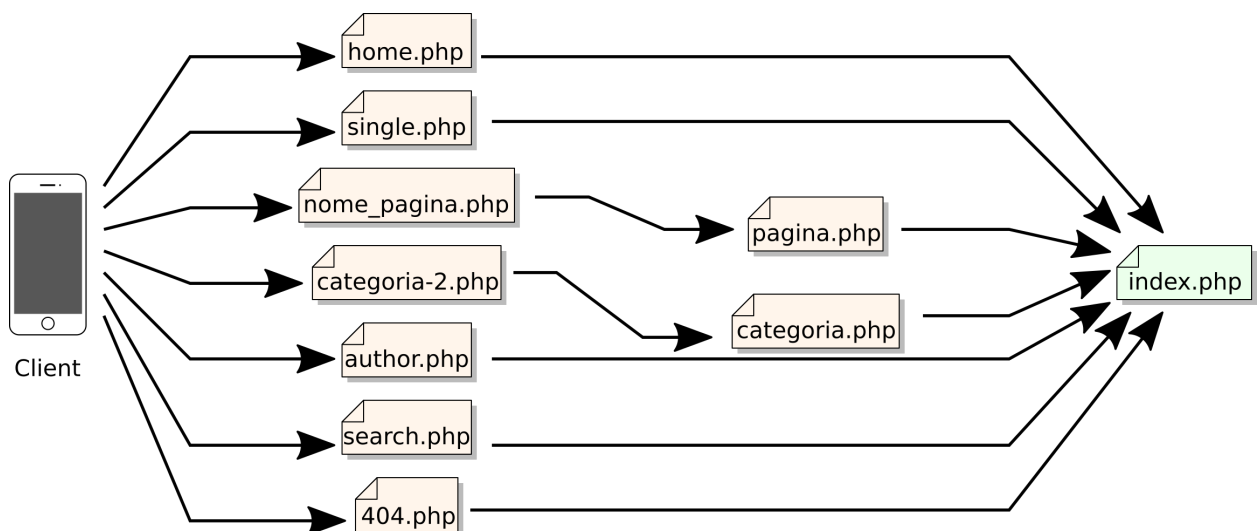 home.php
single.php
nome_pagina.php
pagina.php
categoria-2.php
index.php
categoria.php
author.php
Client
search.php
404.php